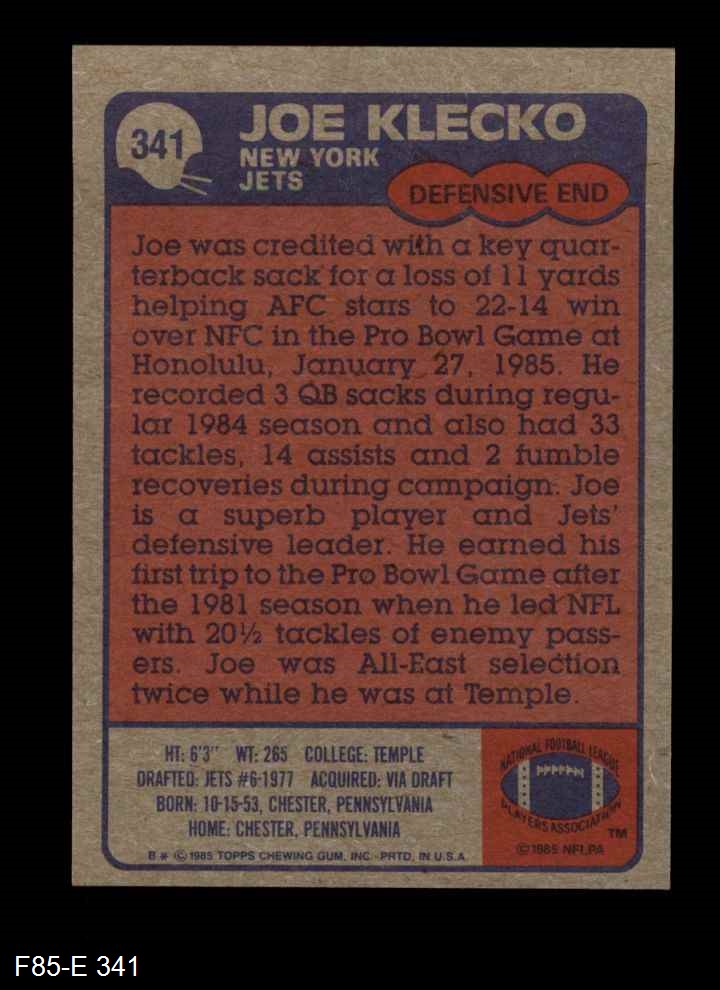 341
JOE KLECKO
NEW YORK
JETS
DEFENSIVE END
Joe was credited with a key quar-
terback sack for a loss of 11 yards
helping AFC stars to 22-14 win
over NFC in the Pro Bowl Game at
Honolulu, January 27, 1985. He
recorded 3 QB sacks during regu-
lar 1984 season and also had 33
tackles, 14 assists and 2 fumble
recoveries during campaign. Joe
is a superb player and Jets'
defensive leader. He earned his
first trip to the Pro Bowl Game after
the 1981 season when he led NFL
with 20½ tackles of enemy pass-
ers. Joe was All-East selection
twice while he was at Temple.
HT: 6'3" WT: 265 COLLEGE: TEMPLE
DRAFTED: JETS #6-1977 ACQUIRED: VIA DRAFT
BORN: 10-15-53, CHESTER, PENNSYLVANIA
HOME: CHESTER, PENNSYLVANIA
B * © 1985 TOPPS CHEWING GUM, INC. PRTD. IN U.S.A.
NATIONAL FOOTBALL LEAGUE
PLAYERS ASSOCIATION
TM
© 1985 NFLPA
F85-E 341